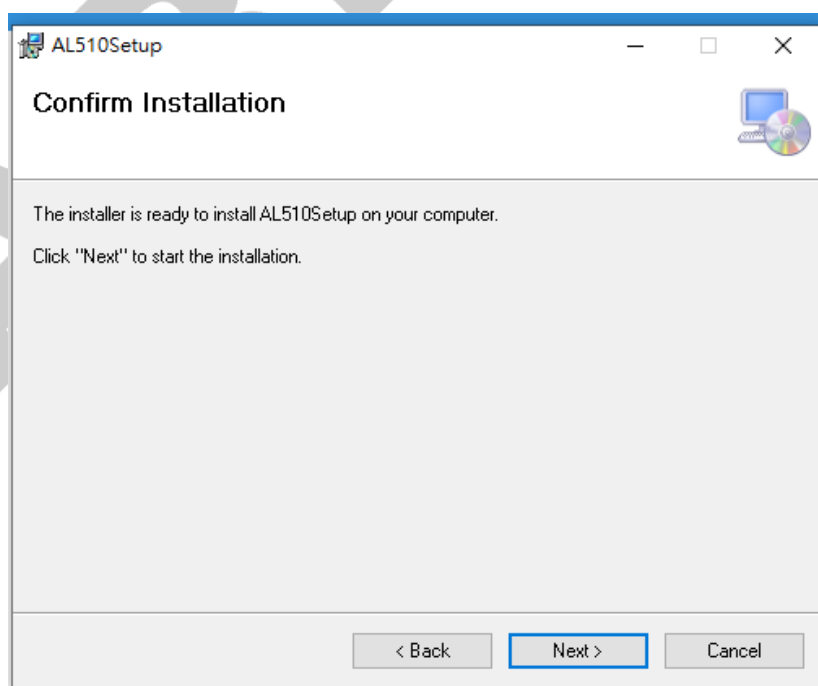 AL510Setup
Confirm Installation
The installer is ready to install AL510Setup on your computer.
Click "Next" to start the installation.
< Back Next > Cancel